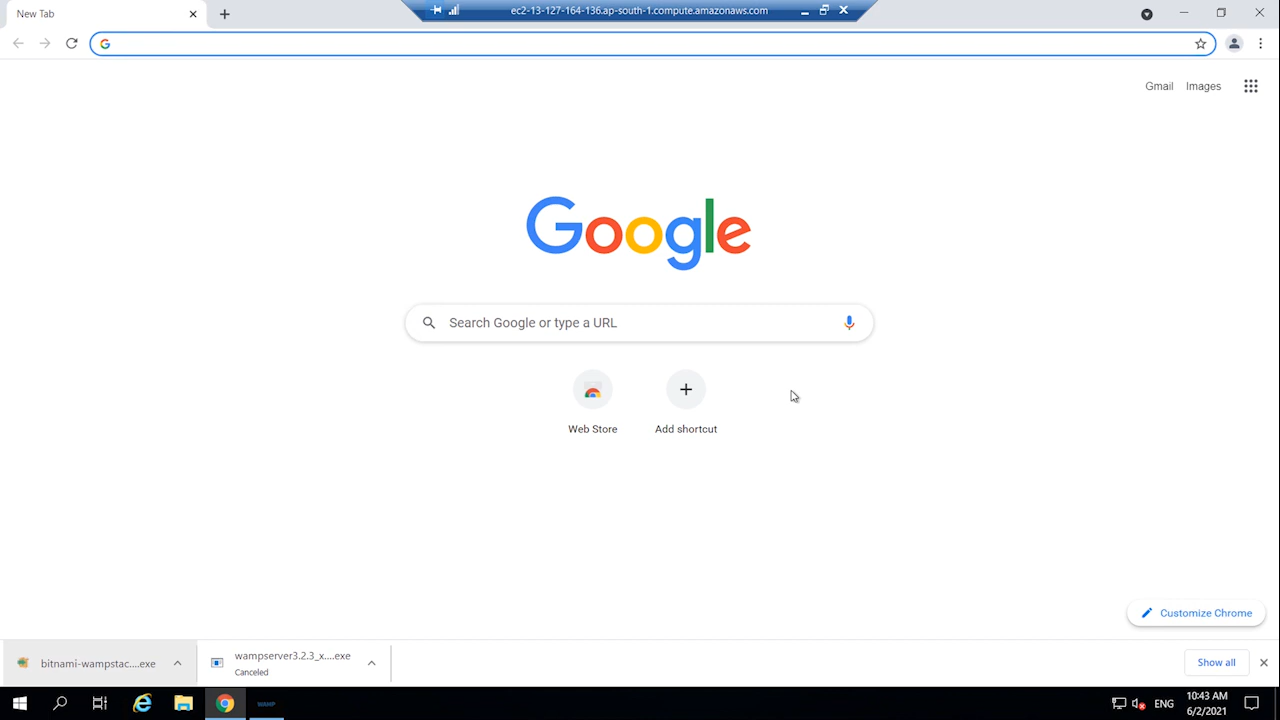 New Tab
ec2-13-127-164-136.ap-south-1.compute.amazonaws.com
Gmail Images
Google
Search Google or type a URL
Web Store
Add shortcut
Customize Chrome
bitnami-wampstac....exe
wampserver3.2.3_x....exe
Canceled
Show all
WAMP
ENG
10:43 AM
6/2/2021